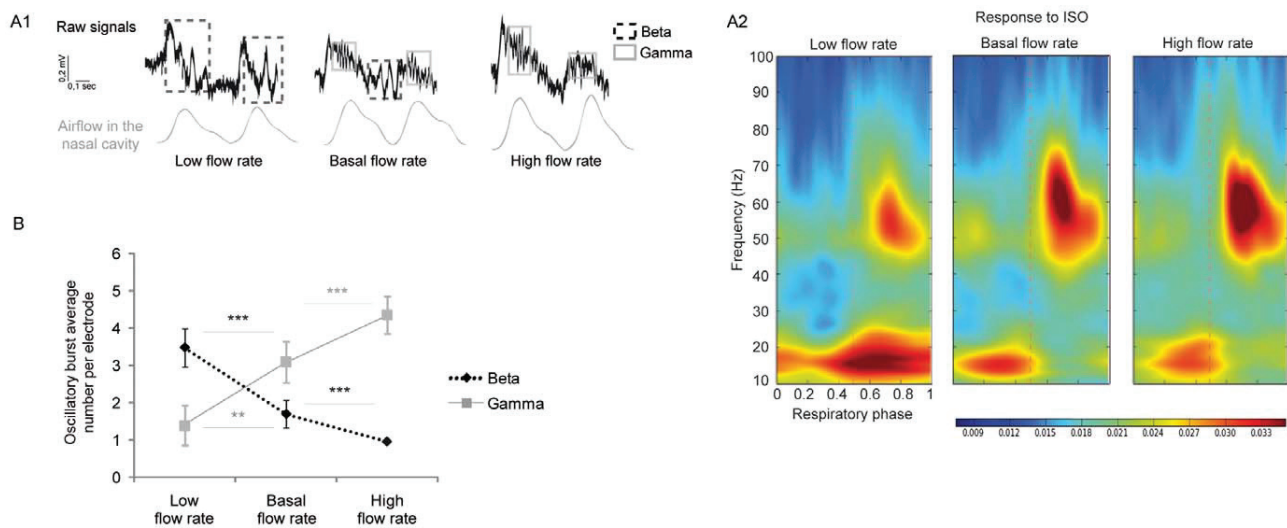 A1
Raw signals
0,2 mV
0,1 sec
Beta
Gamma
Airflow in the
nasal cavity
Low flow rate
Basal flow rate
High flow rate
A2
Response to ISO
Low flow rate
Basal flow rate
High flow rate
Frequency (Hz)
100
90
80
70
60
50
40
30
20
10
0 0.2 0.4 0.6 0.8 1
Respiratory phase
0.009 0.012 0.015 0.018 0.021 0.024 0.027 0.030 0.033
B
Oscillatory burst average
number per electrode
6
5
4
3
2
1
0
***
***
**
***
Beta
Gamma
Low
flow rate
Basal
flow rate
High
flow rate